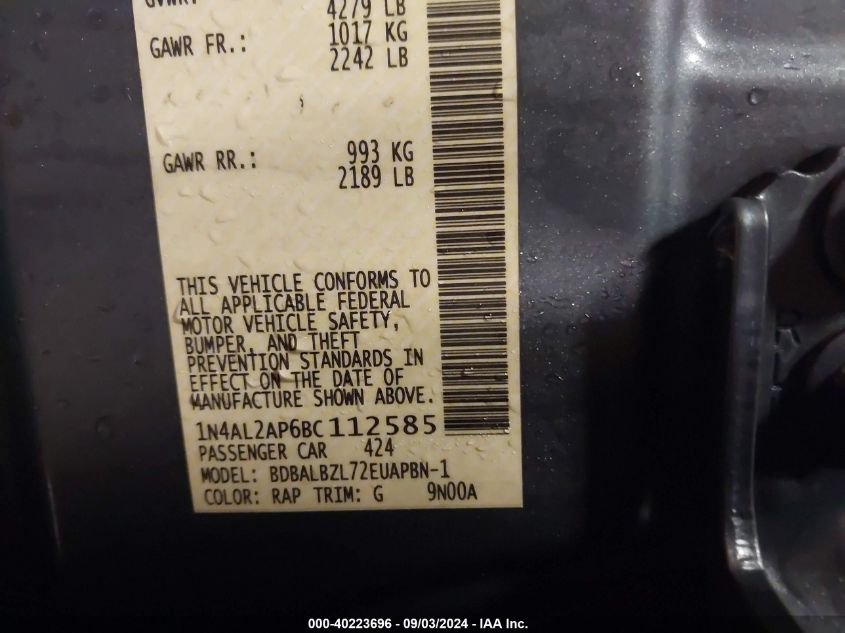 GVWR:
4279 LB
GAWR FR.: 1017 KG
2242 LB
GAWR RR.: 993 KG
2189 LB
THIS VEHICLE CONFORMS TO
ALL APPLICABLE FEDERAL
MOTOR VEHICLE SAFETY,
BUMPER, AND THEFT
PREVENTION STANDARDS IN
EFFECT ON THE DATE OF
MANUFACTURE SHOWN ABOVE.
1N4AL2AP6BC112585
PASSENGER CAR 424
MODEL: BDBALBZL72EUAPBN-1
COLOR: RAP TRIM: G 9N00A
000-40223696 - 09/03/2024 - IAA Inc.